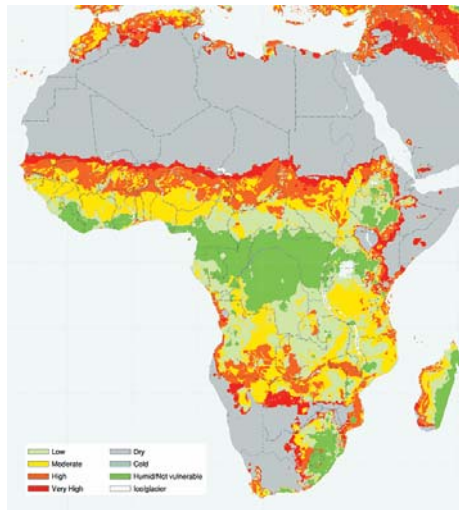 Low
Moderate
High
Very High
Dry
Cold
Humid/Not vulnerable
Ice/glacier